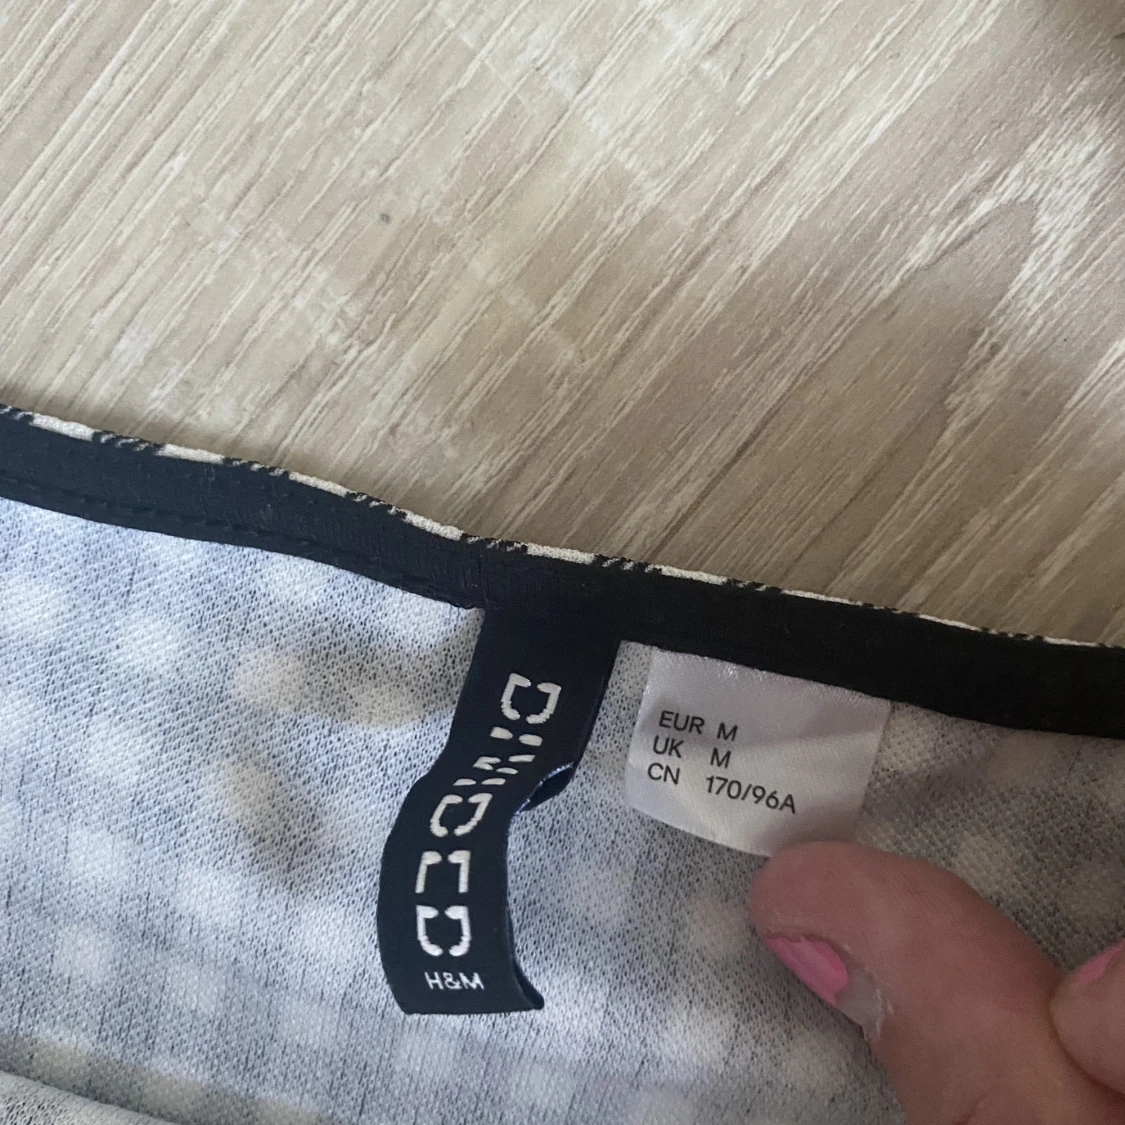 DIVIDED
H&M
EUR M
UK M
CN 170/96A